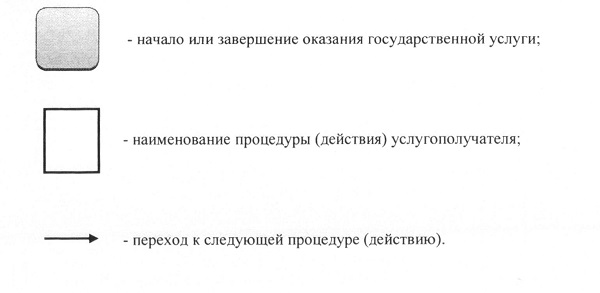 - начало или завершение оказания государственной услуги;
- наименование процедуры (действия) услугополучателя;
- переход к следующей процедуре (действию).